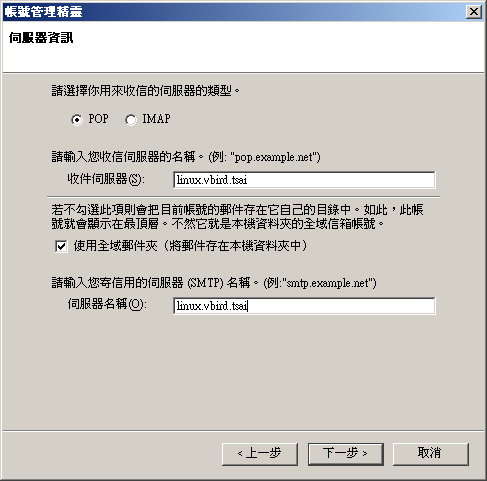 帳號管理精靈
伺服器資訊
請選擇你用來收信的伺服器的類型。
POP IMAP
請輸入您收信伺服器的名稱。(例: "pop.example.net")
收件伺服器(S): linux.vbird.tsai
若不勾選此項則會把目前帳號的郵件存在它自己的目錄中。如此，此帳
號就會顯示在最頂層。不然它就是本機資料夾的全域信箱帳號。
使用全域郵件夾（將郵件存在本機資料夾中）
請輸入您寄信用的伺服器 (SMTP) 名稱。(例:"smtp.example.net")
伺服器名稱(O): linux.vbird.tsai
< 上一步 下一步 > 取消